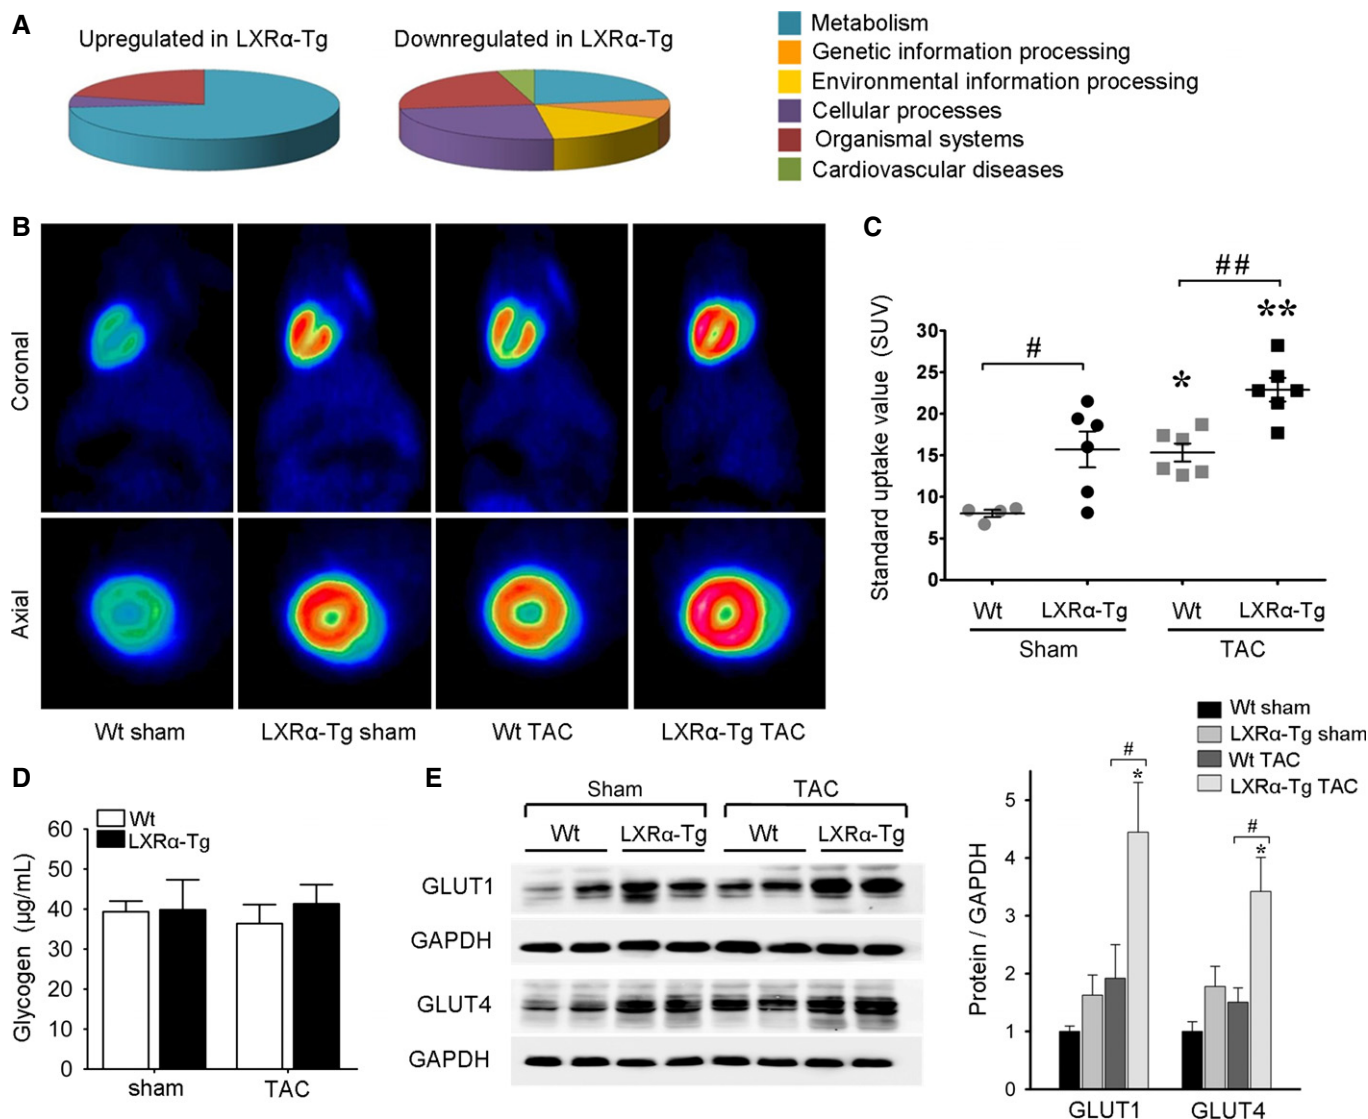 A
Upregulated in LXRα-Tg
Downregulated in LXRα-Tg
Metabolism
Genetic information processing
Environmental information processing
Cellular processes
Organismal systems
Cardiovascular diseases
B
Coronal
Axial
Wt sham
LXRα-Tg sham
Wt TAC
LXRα-Tg TAC
C
Standard uptake value (SUV)
30
25
20
15
10
5
0
#
*
##
**
Wt
LXRα-Tg
Wt
LXRα-Tg
Sham
TAC
D
Wt
LXRα-Tg
Glycogen (µg/mL)
60
50
40
30
20
10
0
sham
TAC
E
Sham
TAC
Wt
LXRα-Tg
Wt
LXRα-Tg
GLUT1
GAPDH
GLUT4
GAPDH
Wt sham
LXRα-Tg sham
Wt TAC
LXRα-Tg TAC
Protein / GAPDH
5
4
3
2
1
0
#
*
#
*
GLUT1
GLUT4